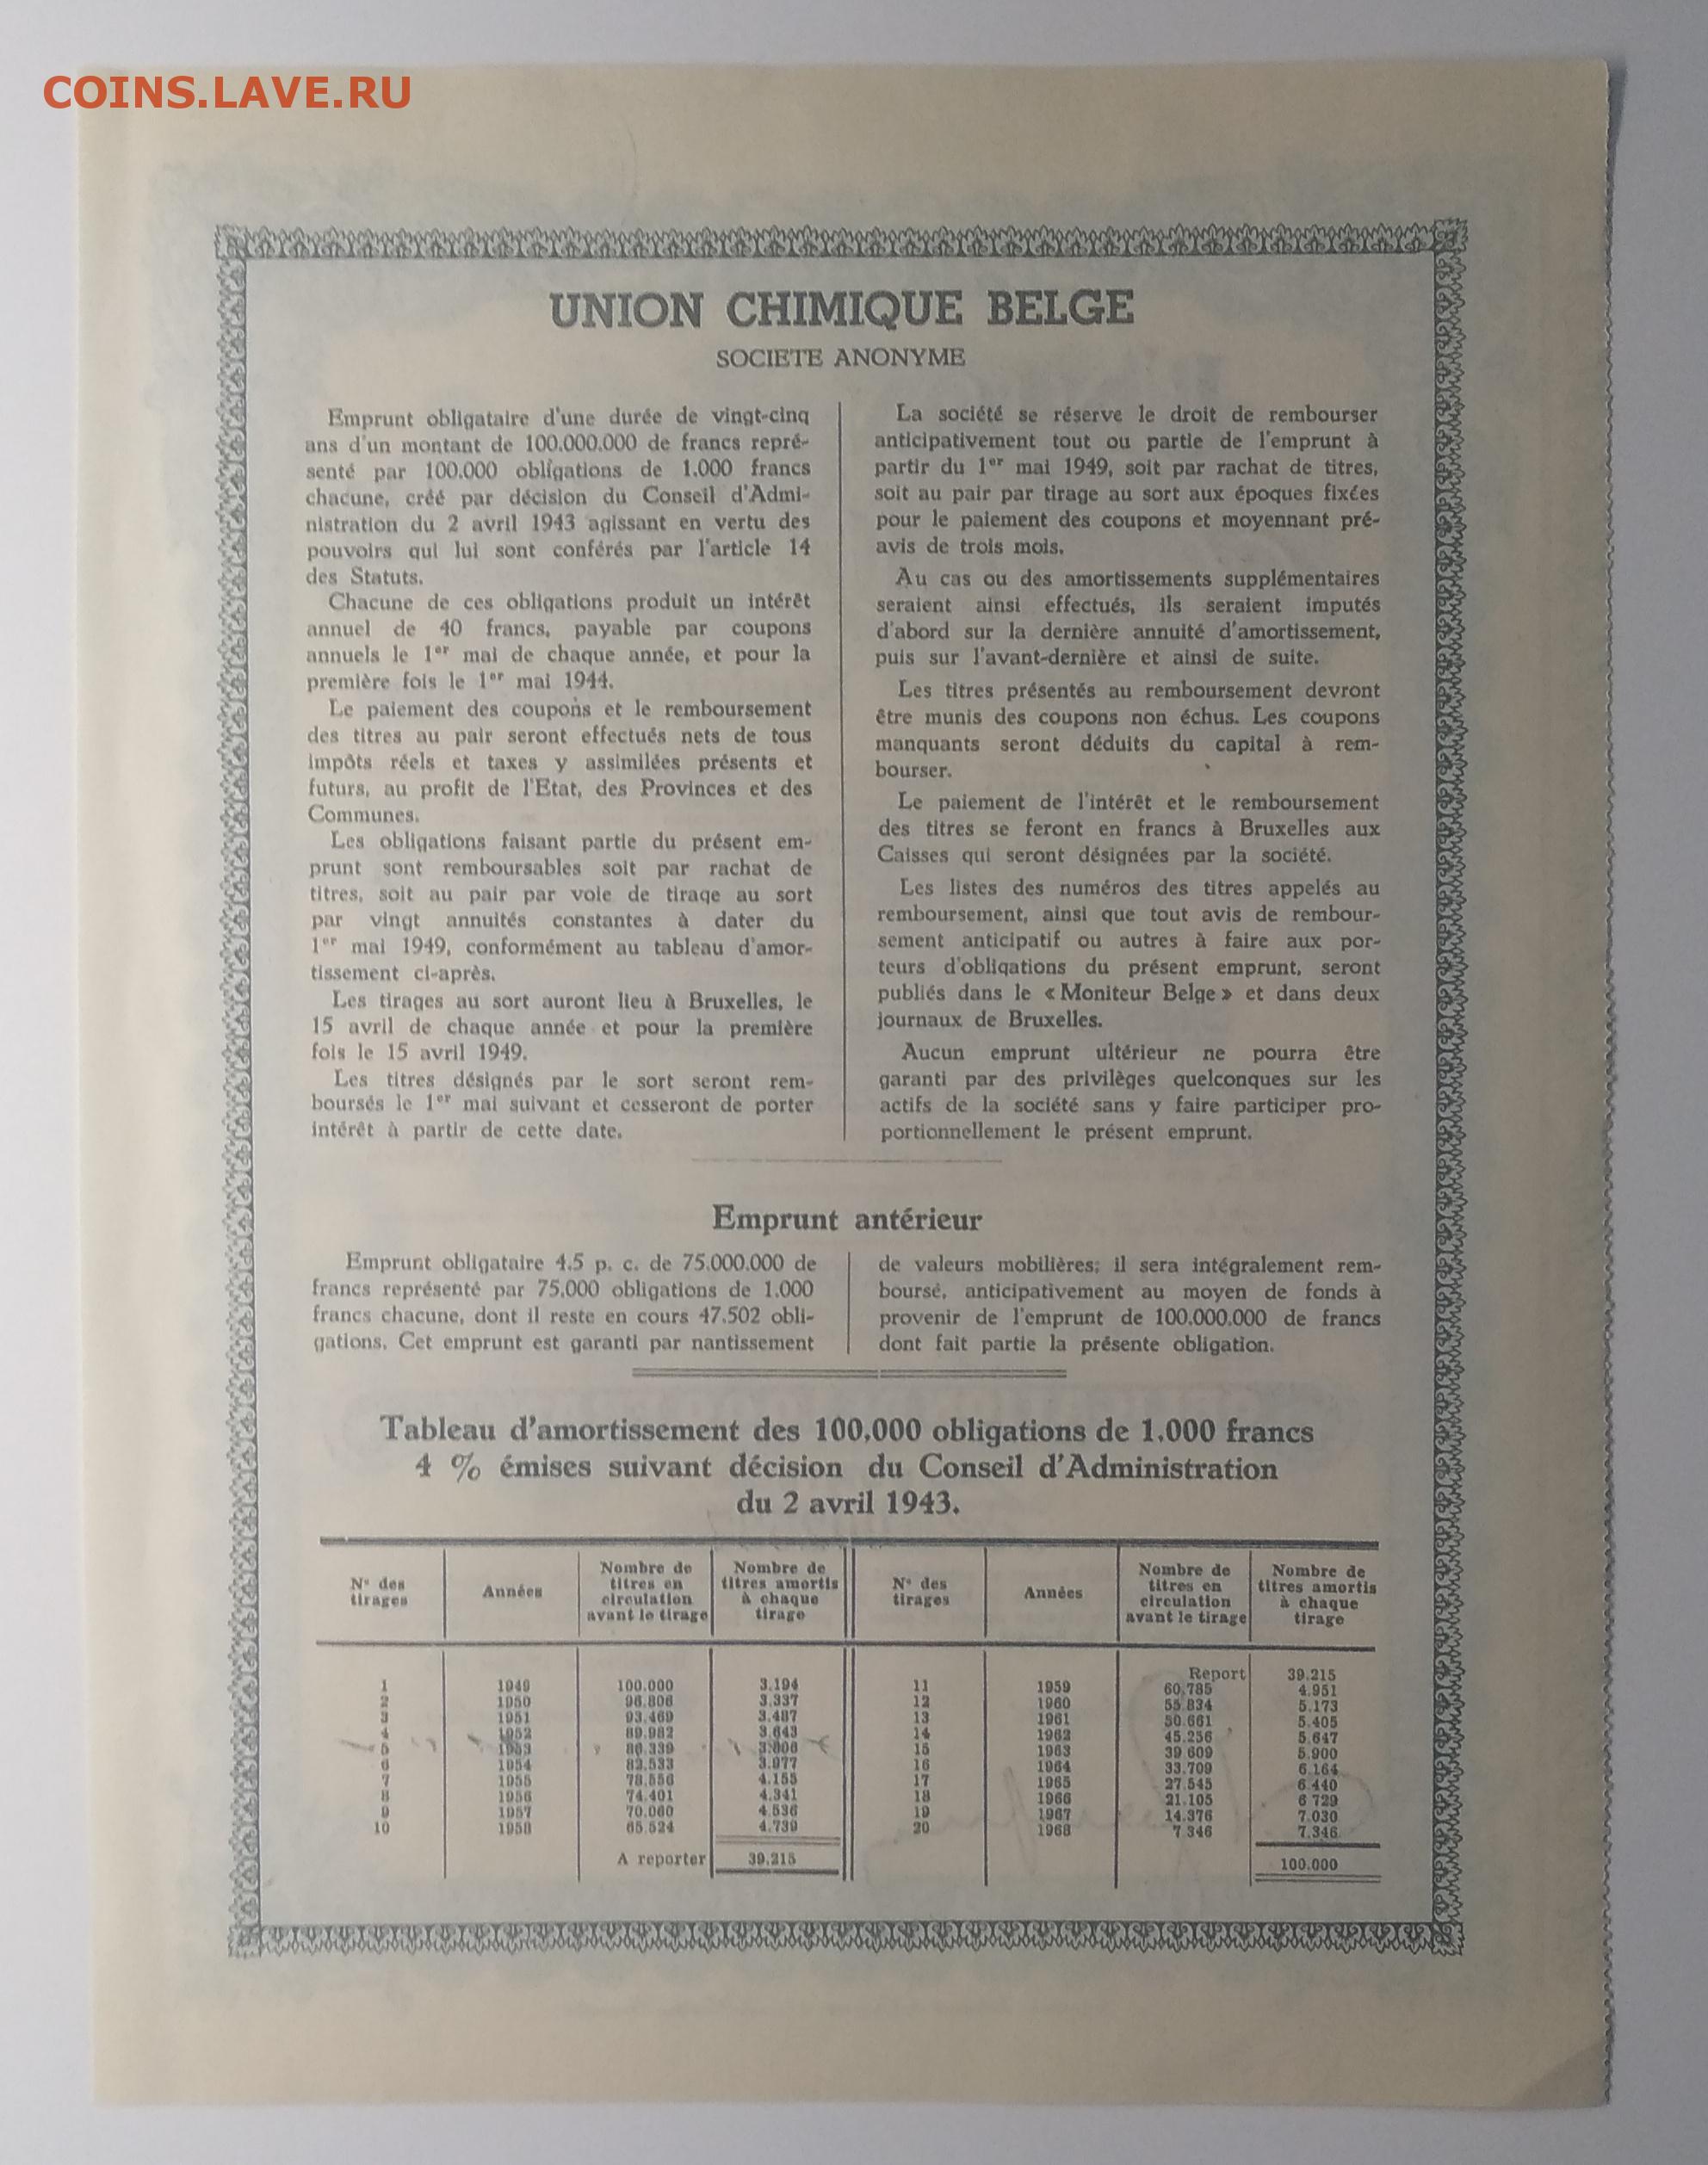 COINS.LAVE.RU
UNION CHIMIQUE BELGE
SOCIETE ANONYME
Emprunt obligataire d'une durée de vingt-cinq
ans d'un montant de 100.000.000 de francs repré-
senté par 100.000 obligations de 1.000 francs
chacune, créé par décision du Conseil d'Admi-
nistration du 2 avril 1943 agissant en vertu des
pouvoirs qui lui sont conférés par l'article 14
des Statuts.
Chacune de ces obligations produit un intérêt
annuel de 40 francs, payable par coupons
annuels le 1er mai de chaque année, et pour la
première fois le 1er mai 1944.
Le paiement des coupons et le remboursement
des titres au pair seront effectués nets de tous
impôts réels et taxes y assimilées présents et
futurs, au profit de l'Etat, des Provinces et des
Communes.
Les obligations faisant partie du présent em-
prunt sont remboursables soit par rachat de
titres, soit au pair par voie de tirage au sort
par vingt annuités constantes à dater du
1er mai 1949, conformément au tableau d'amor-
tissement ci-après.
Les tirages au sort auront lieu à Bruxelles, le
15 avril de chaque année et pour la première
fois le 15 avril 1949.
Les titres désignés par le sort seront rem-
boursés le 1er mai suivant et cesseront de porter
intérêt à partir de cette date.
La société se réserve le droit de rembourser
anticipativement tout ou partie de l'emprunt à
partir du 1er mai 1949, soit par rachat de titres,
soit au pair par tirage au sort aux époques fixées
pour le paiement des coupons et moyennant pré-
avis de trois mois.
Au cas ou des amortissements supplémentaires
seraient ainsi effectués, ils seraient imputés
d'abord sur la dernière annuité d'amortissement,
puis sur l'avant-dernière et ainsi de suite.
Les titres présentés au remboursement devront
être munis des coupons non échus. Les coupons
manquants seront déduits du capital à rem-
bourser.
Le paiement de l'intérêt et le remboursement
des titres se feront en francs à Bruxelles aux
Caisses qui seront désignées par la société.
Les listes des numéros des titres appelés au
remboursement, ainsi que tout avis de rembour-
sement anticipatif ou autres à faire aux por-
teurs d'obligations du présent emprunt, seront
publiés dans le « Moniteur Belge » et dans deux
journaux de Bruxelles.
Aucun emprunt ultérieur ne pourra être
garanti par des privilèges quelconques sur les
actifs de la société sans y faire participer pro-
portionnellement le présent emprunt.
Emprunt antérieur
Emprunt obligataire 4.5 p. c. de 75.000.000 de
francs représenté par 75.000 obligations de 1.000
francs chacune, dont il reste en cours 47.502 obli-
gations. Cet emprunt est garanti par nantissement
de valeurs mobilières; il sera intégralement rem-
boursé, anticipativement au moyen de fonds à
provenir de l'emprunt de 100.000.000 de francs
dont fait partie la présente obligation.
Tableau d'amortissement des 100.000 obligations de 1.000 francs
4 % émises suivant décision du Conseil d'Administration
du 2 avril 1943.
Nos des tirages Années Nombre de titres en circulation avant le tirage Nombre de titres amortis à chaque tirage Nos des tirages Années Nombre de titres en circulation avant le tirage Nombre de titres amortis à chaque tirage
Report 39.215
1 1949 100.000 3.194 11 1959 60.785 4.951
2 1950 96.806 3.337 12 1960 55.834 5.173
3 1951 93.469 3.487 13 1961 50.661 5.405
4 1952 89.982 3.643 14 1962 45.256 5.647
5 1953 86.339 3.806 15 1963 39 609 5.900
6 1954 82.533 3.977 16 1964 33.709 6.164
7 1955 78.556 4.155 17 1965 27.545 6.440
8 1956 74.401 4.341 18 1966 21.105 6 729
9 1957 70.060 4.536 19 1967 14.376 7.030
10 1958 65.524 4.739 20 1968 7 346 7.346
A reporter 39.215 100.000